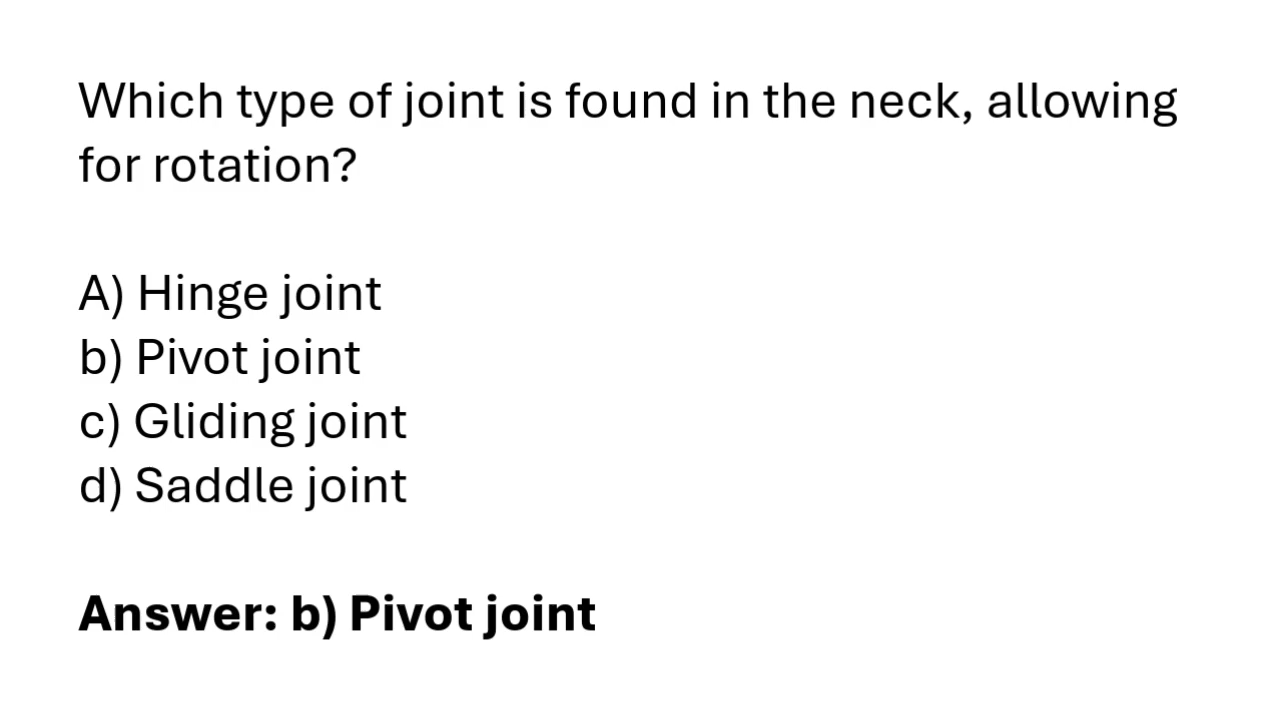 Which type of joint is found in the neck, allowing
for rotation?
A) Hinge joint
b) Pivot joint
c) Gliding joint
d) Saddle joint
Answer: b) Pivot joint